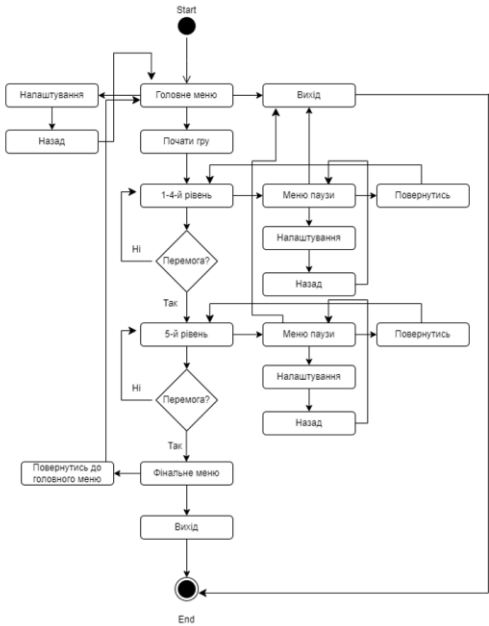 Start
Налаштування
Головне меню
Вихід
Назад
Почати гру
1-4-й рівень
Меню паузи
Повернутись
Налаштування
Ні
Перемога?
Назад
Так
5-й рівень
Меню паузи
Повернутись
Налаштування
Ні
Перемога?
Назад
Так
Повернутись до
головного меню
Фінальне меню
Вихід
End